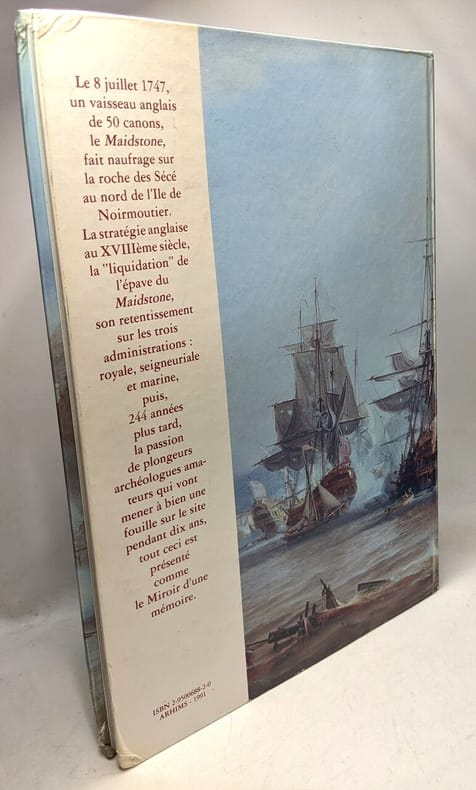 Le 8 juillet 1747,
un vaisseau anglais
de 50 canons,
le Maidstone,
fait naufrage sur
la roche des Sécé
au nord de l'Ile de
Noirmoutier.
La stratégie anglaise
au XVIIIème siècle,
la "liquidation" de
l'épave du
Maidstone,
son retentissement
sur les trois
administrations :
royale, seigneuriale
et marine,
puis,
244 années
plus tard,
la passion
de plongeurs
archéologues ama-
teurs qui vont
mener à bien une
fouille sur le site
pendant dix ans,
tout ceci est
présenté
comme
le Miroir d'une
mémoire.
ISBN 2-9500688-2-0
ARHIMS - 1991